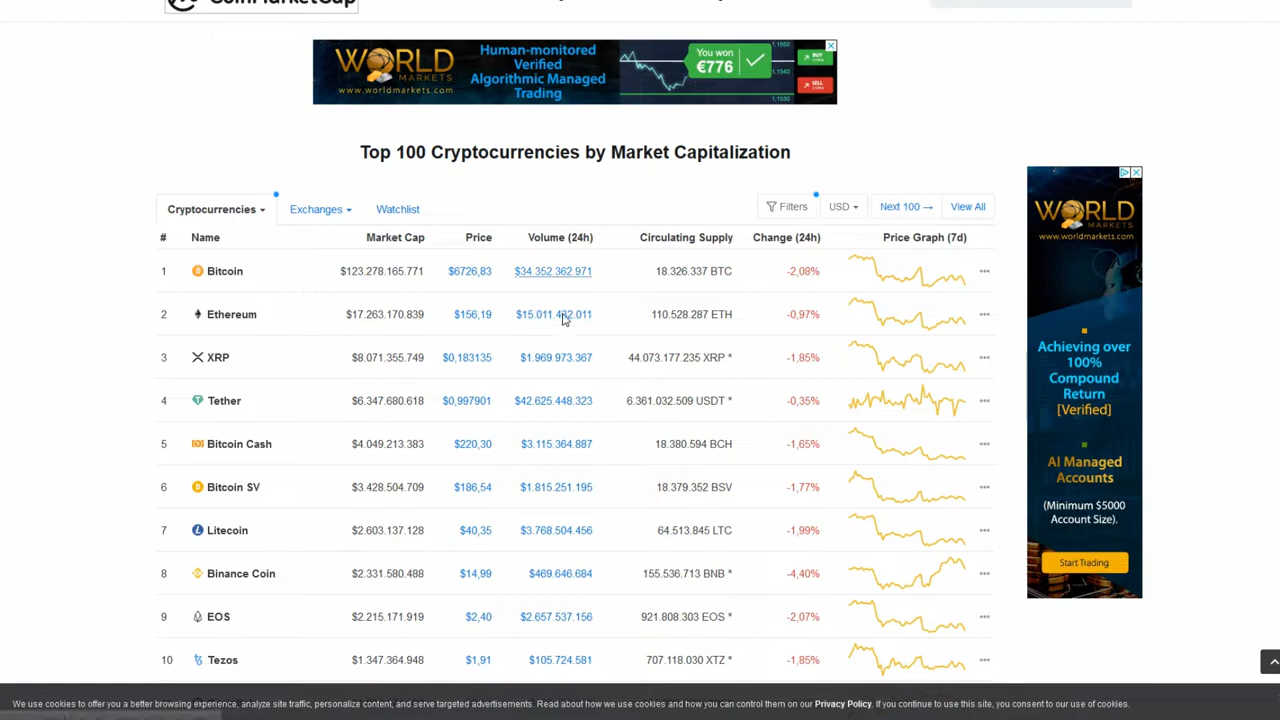 CoinMarketCap
WORLD
MARKETS
www.worldmarkets.com
Human-monitored
Verified
Algorithmic Managed
Trading
You won
€776
1,1550
1,1540
1,1530
BUY
SELL
Top 100 Cryptocurrencies by Market Capitalization
Cryptocurrencies Exchanges Watchlist Filters USD Next 100 → View All
# Name Market Cap Price Volume (24h) Circulating Supply Change (24h) Price Graph (7d)
1 Bitcoin $123.278.165.771 $6726,83 $34.352.362.971 18.326.337 BTC -2,08%
2 Ethereum $17.263.170.839 $156,19 110.528.287 ETH -0,97%
3 XRP $8.071.355.749 $0,183135 $1.969.973.367 44.073.177.235 XRP * -1,85%
4 Tether $6.347.680.618 $0,997901 $42.625.448.323 6.361.032.509 USDT * -0,35%
5 Bitcoin Cash $4.049.213.383 $220,30 $3.115.364.887 18.380.594 BCH -1,65%
6 Bitcoin SV $3.428.404.709 $186,54 $1.815.251.195 18.379.352 BSV -1,77%
7 Litecoin $2.603.137.128 $40,35 $3.768.504.456 64.513.845 LTC -1,99%
8 Binance Coin $2.331.580.488 $14,99 $469.646.684 155.536.713 BNB * -4,40%
9 EOS $2.215.171.919 $2,40 $2.657.537.156 921.808.303 EOS * -2,07%
10 Tezos $1.347.364.948 $1,91 $105.724.581 707.118.030 XTZ * -1,85%
WORLD
MARKETS
www.worldmarkets.com
Achieving over
100%
Compound
Return
[Verified]
AI Managed
Accounts
(Minimum $5000
Account Size).
Start Trading
We use cookies to offer you a better browsing experience, analyze site traffic, personalize content, and serve targeted advertisements. Read about how we use cookies and how you can control them on our Privacy Policy. If you continue to use this site, you consent to our use of cookies.